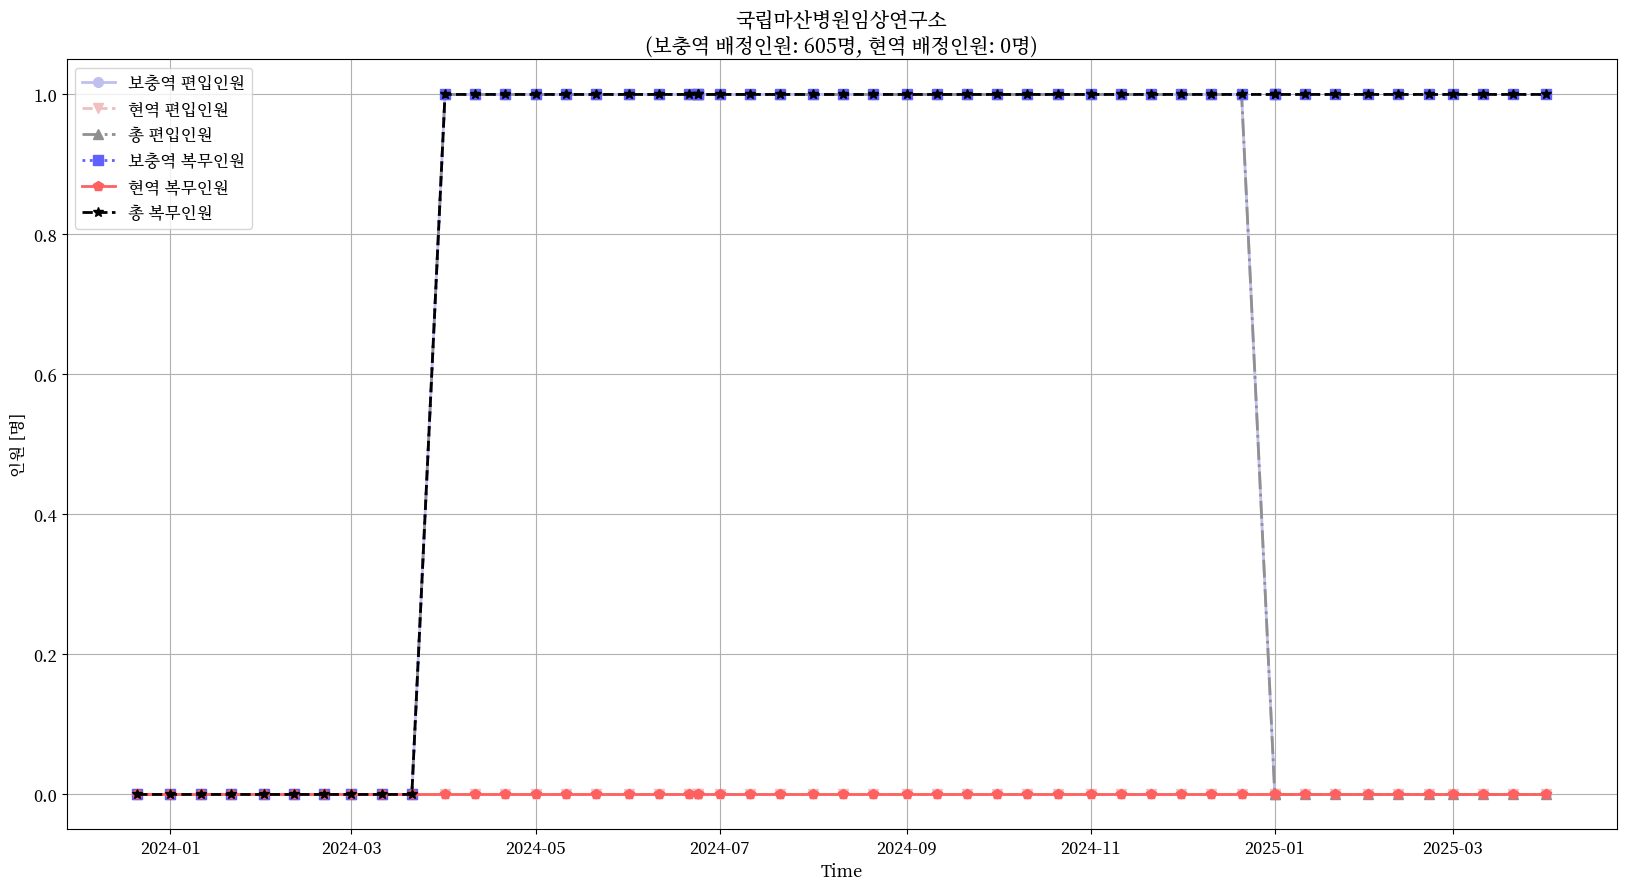 국립마산병원임상연구소
(보충역 배정인원: 605명, 현역 배정인원: 0명)
보충역 편입인원
현역 편입인원
총 편입인원
보충역 복무인원
현역 복무인원
총 복무인원
인원 [명]
1.0
0.8
0.6
0.4
0.2
0.0
2024-01
2024-03
2024-05
2024-07
2024-09
2024-11
2025-01
2025-03
Time